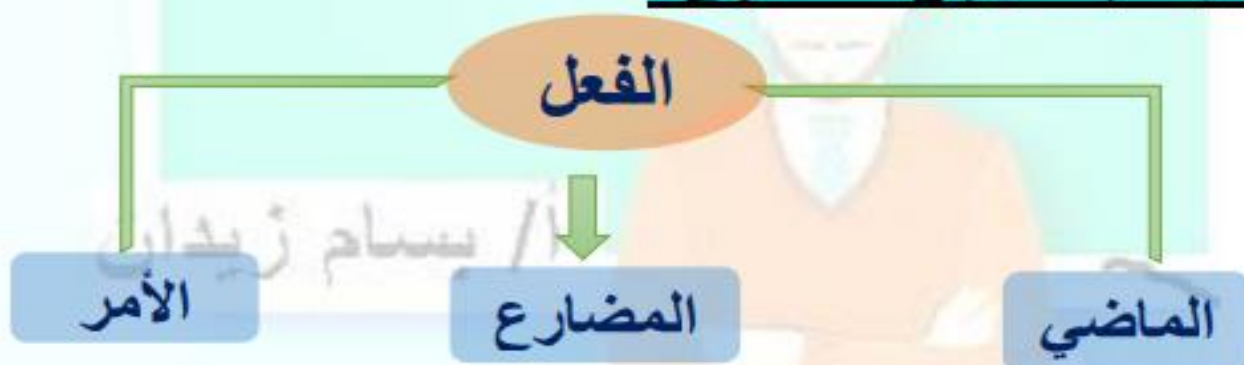 الفعل
أ/ بسام زيدان
الماضي
المضارع
الأمر